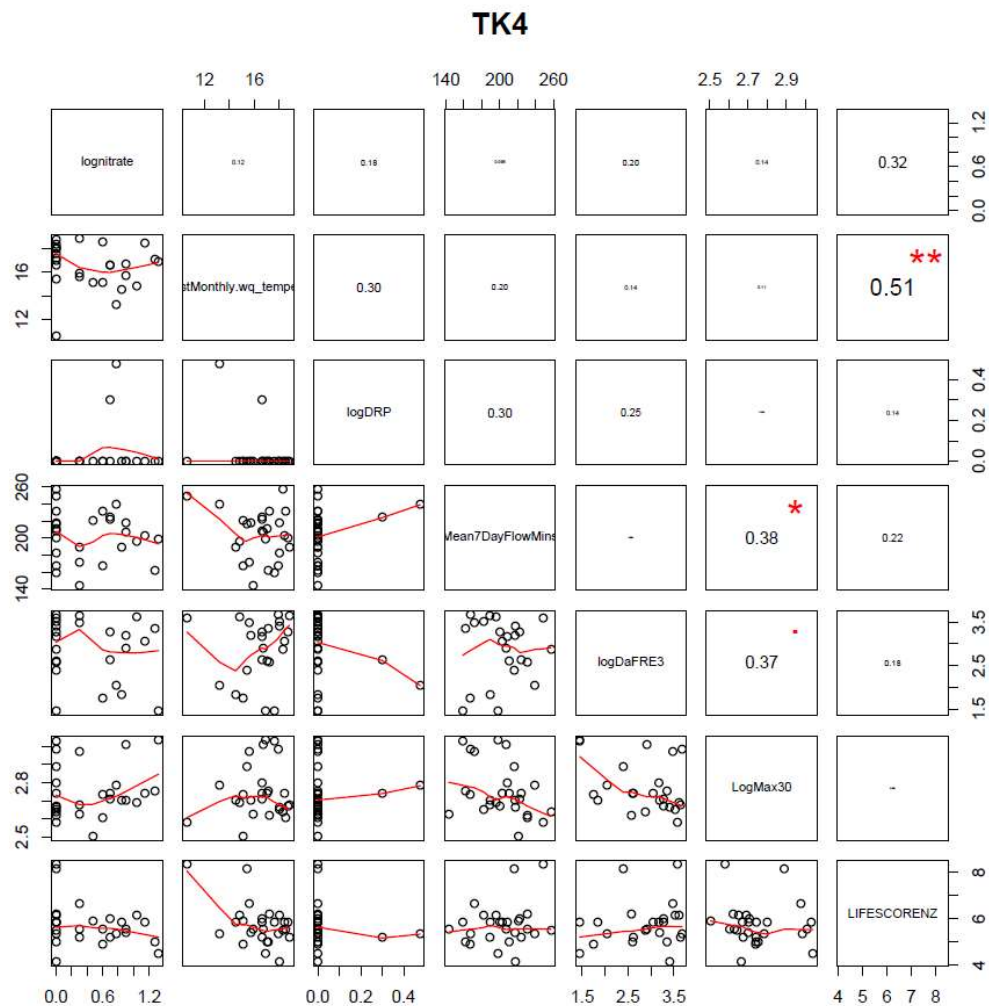 TK4
12 16 140 200 260 2.5 2.7 2.9
lognitrate 0.12 0.18 0.20 0.14 0.32 0.0 0.6 1.2
12 16 stMonthly.wq_tempe 0.30 0.20 0.14 0.51 **
logDRP 0.30 0.25 0.14 0.0 0.2 0.4
140 200 260 Mean7DayFlowMins 0.38 * 0.22
logDaFRE3 0.37 . 0.18 1.5 2.5 3.5
2.5 2.8 LogMax30
LIFESCORENZ 4 6 8
0.0 0.6 1.2 0.0 0.2 0.4 1.5 2.5 3.5 4 5 6 7 8